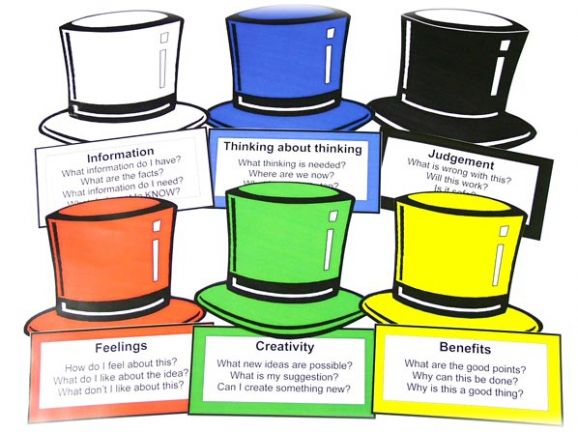 Information
What information do I have?
What are the facts?
What information do I need?
KNOW?
Thinking about thinking
What thinking is needed?
Where are we now?
Judgement
What is wrong with this?
Will this work?
Is it
Feelings
How do I feel about this?
What do I like about the idea?
What don't I like about this?
Creativity
What new ideas are possible?
What is my suggestion?
Can I create something new?
Benefits
What are the good points?
Why can this be done?
Why is this a good thing?